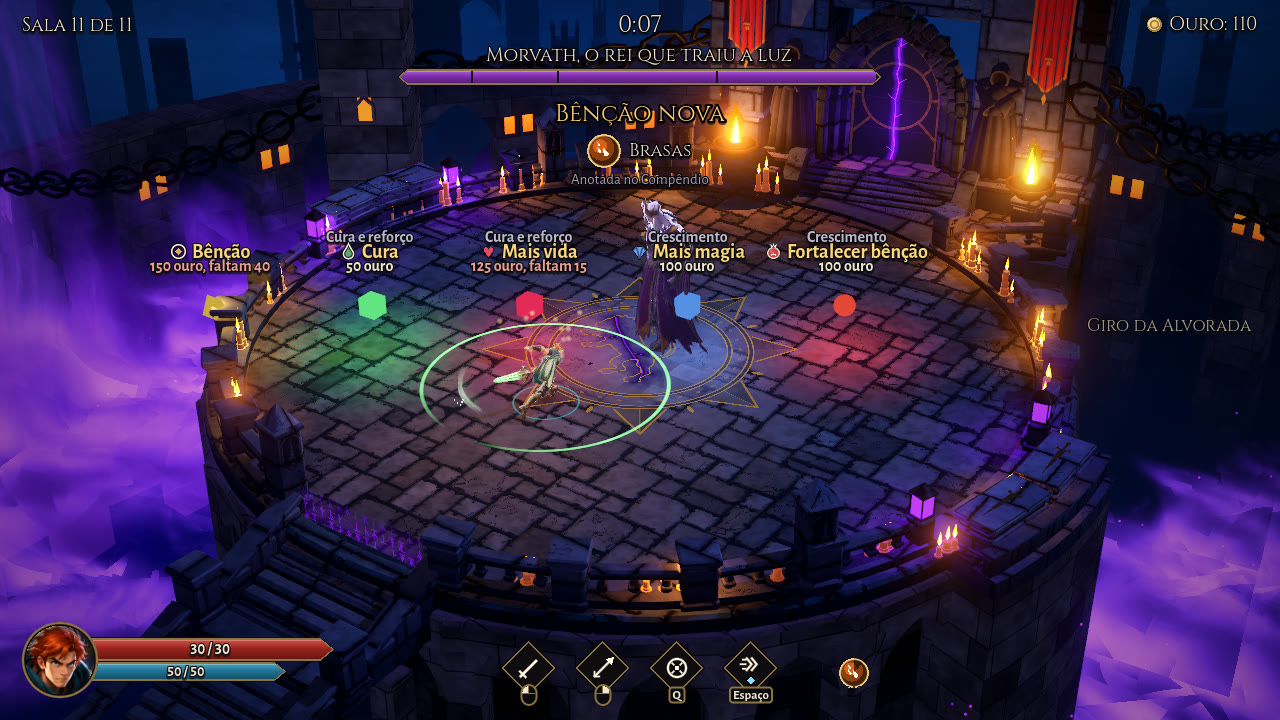 Sala 11 de 11
0:07
Ouro: 110
Morvath, o rei que traiu a luz
Bênção nova
Brasas
Anotada no Compêndio
Bênção
150 ouro, faltam 40
Cura e reforço
Cura
50 ouro
Cura e reforço
Mais vida
125 ouro, faltam 15
Crescimento
Mais magia
100 ouro
Crescimento
Fortalecer bênção
100 ouro
Giro da Alvorada
30/30
50/50
Q
Espaço